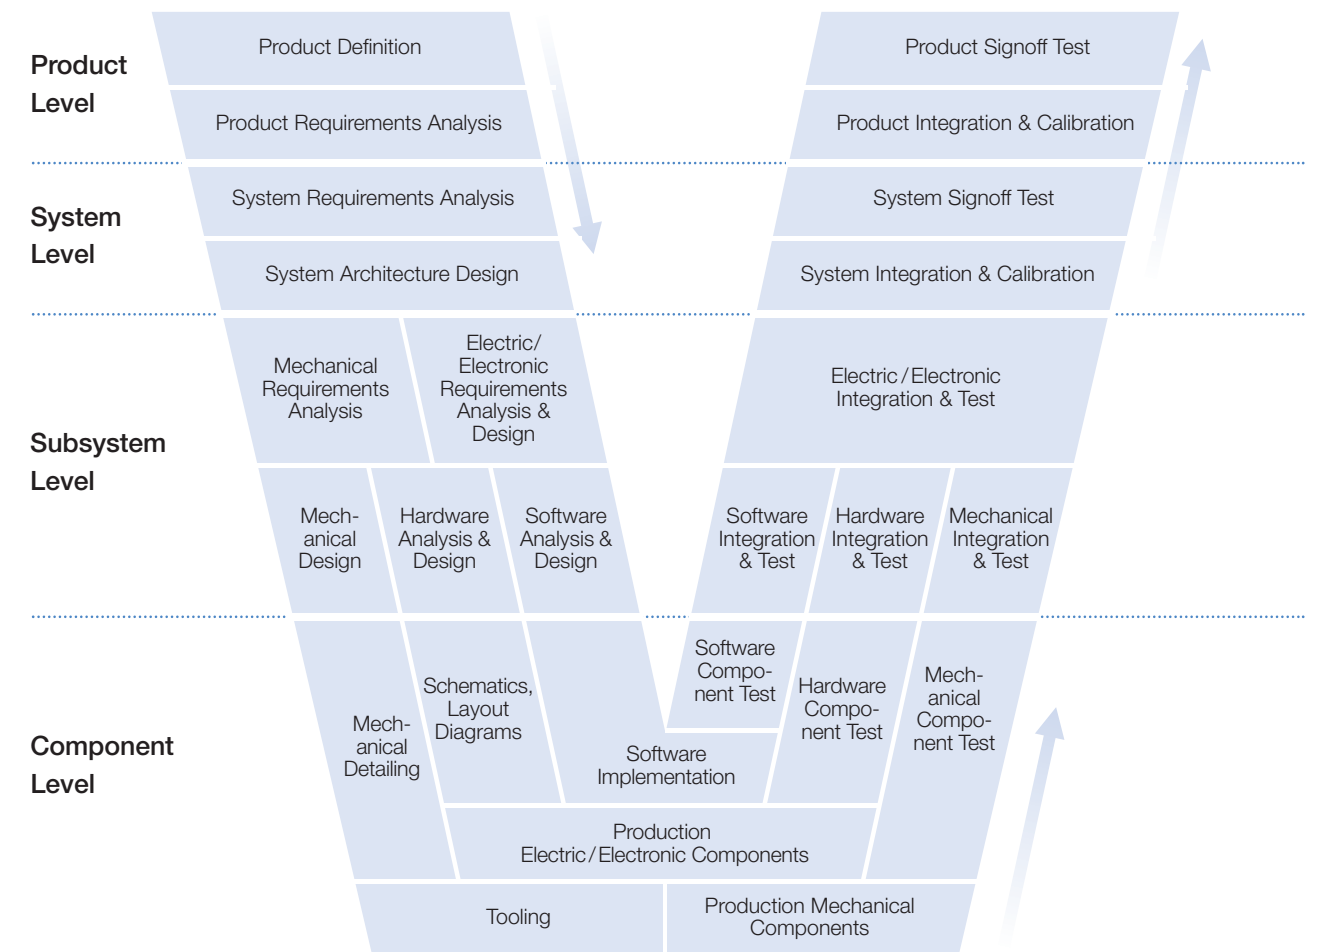 Product
Level
Product Definition
Product Signoff Test
Product Requirements Analysis
Product Integration & Calibration
System
Level
System Requirements Analysis
System Signoff Test
System Architecture Design
System Integration & Calibration
Subsystem
Level
Mechanical
Requirements
Analysis
Electric/
Electronic
Requirements
Analysis &
Design
Electric/Electronic
Integration & Test
Mech-
anical
Design
Hardware
Analysis &
Design
Software
Analysis &
Design
Software
Integration
& Test
Hardware
Integration
& Test
Mechanical
Integration
& Test
Component
Level
Mech-
anical
Detailing
Schematics,
Layout
Diagrams
Software
Implementation
Software
Compo-
nent Test
Hardware
Compo-
nent Test
Mech-
anical
Compo-
nent Test
Production
Electric/Electronic Components
Tooling
Production Mechanical
Components